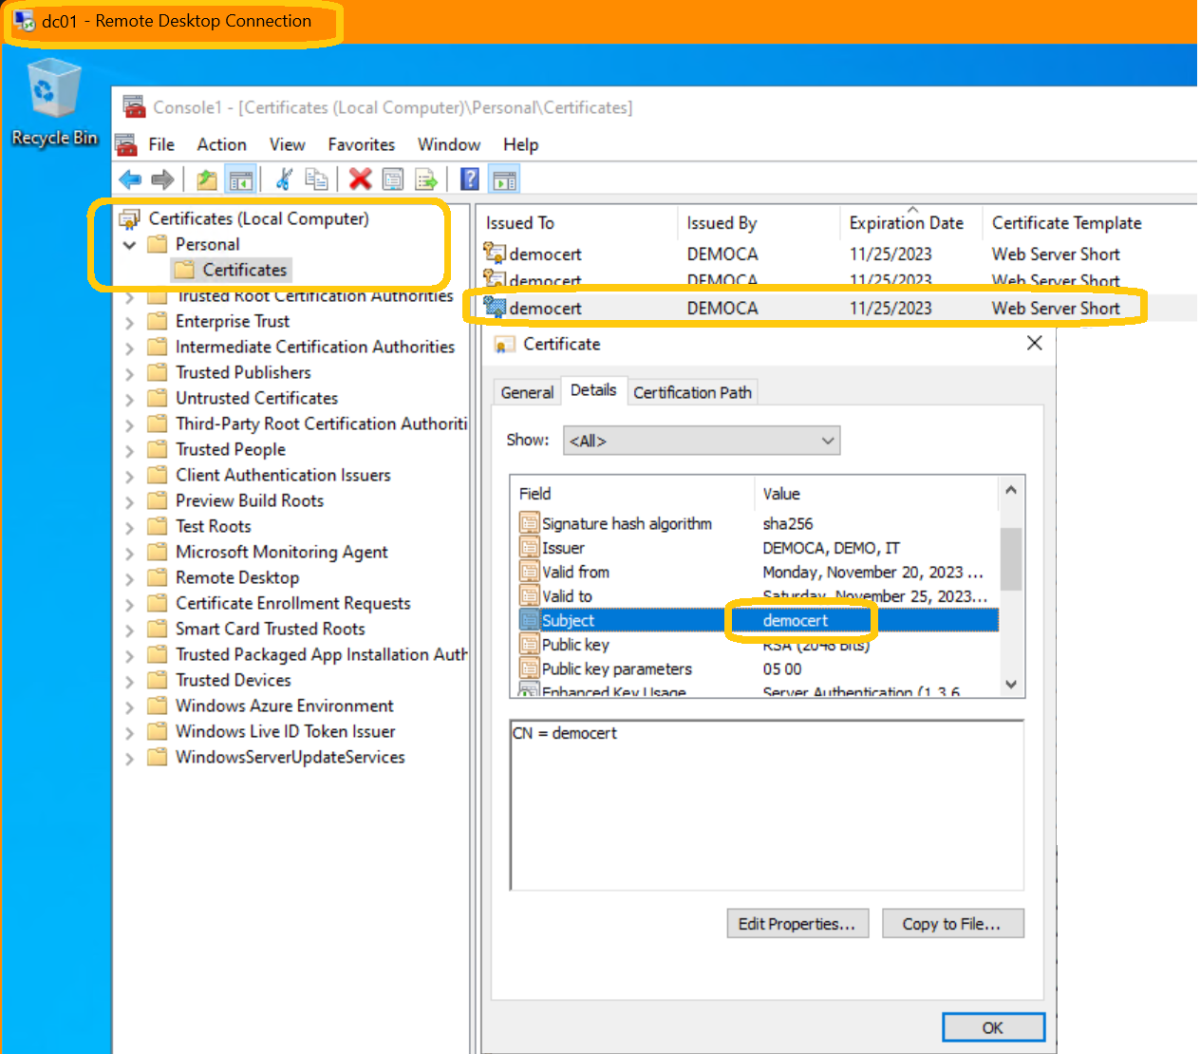 dc01 - Remote Desktop Connection
Recycle Bin
Console1 - [Certificates (Local Computer)\Personal\Certificates]
File Action View Favorites Window Help
Certificates (Local Computer)
Personal
Certificates
Trusted Root Certification Authorities
Enterprise Trust
Intermediate Certification Authorities
Trusted Publishers
Untrusted Certificates
Third-Party Root Certification Authoriti
Trusted People
Client Authentication Issuers
Preview Build Roots
Test Roots
Microsoft Monitoring Agent
Remote Desktop
Certificate Enrollment Requests
Smart Card Trusted Roots
Trusted Packaged App Installation Auth
Trusted Devices
Windows Azure Environment
Windows Live ID Token Issuer
WindowsServerUpdateServices
Issued To Issued By Expiration Date Certificate Template
democert DEMOCA 11/25/2023 Web Server Short
democert DEMOCA 11/25/2023 Web Server Short
democert DEMOCA 11/25/2023 Web Server Short
Certificate
General Details Certification Path
Show: <All>
Field Value
Signature hash algorithm sha256
Issuer DEMOCA, DEMO, IT
Valid from Monday, November 20, 2023 ...
Valid to Saturday, November 25, 2023...
Subject democert
Public key RSA (2048 Bits)
Public key parameters 05 00
Enhanced Key Usage Server Authentication (1.3.6
CN = democert
Edit Properties... Copy to File...
OK